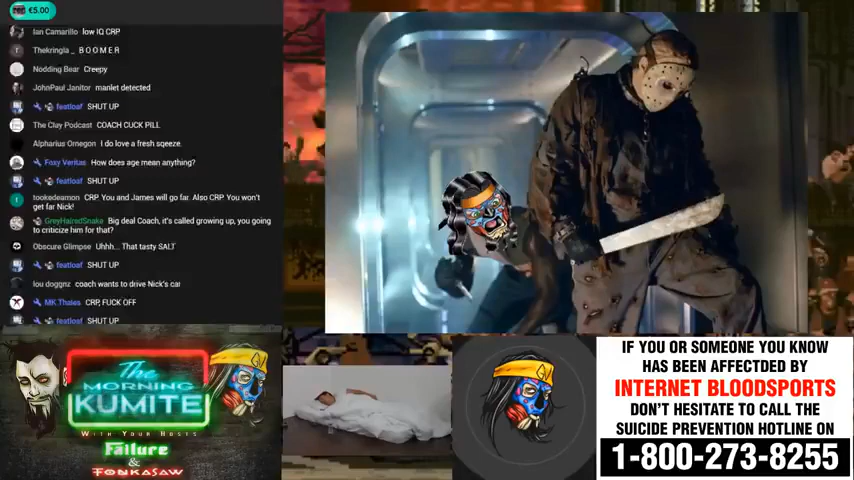 €5.00
Ian Camarillo low IQ CRP
Thekringla _ B O O M E R
Nodding Bear Creepy
JohnPaul Janitor manlet detected
featloaf SHUT UP
The Clay Podcast COACH CUCK PILL
Alpharius Omegon I do love a fresh sqeeze.
Foxy Veritas How does age mean anything?
featloaf SHUT UP
tookedeamon CRP. You and James will go far. Also CRP. You won't
get far Nick!
GreyHairedSnake Big deal Coach, it's called growing up, you going
to criticize him for that?
Obscure Glimpse Uhhh... That tasty SALT
featloaf SHUT UP
lou doggnz coach wants to drive Nick's car
MK.Thales CRP, FUCK OFF
featloaf SHUT UP
The
MORNING
KUMITE
WITH YOUR HOSTS
Failure
&
TONKASAW
GV
GV
IF YOU OR SOMEONE YOU KNOW
HAS BEEN AFFECTDED BY
INTERNET BLOODSPORTS
DON'T HESITATE TO CALL THE
SUICIDE PREVENTION HOTLINE ON
1-800-273-8255